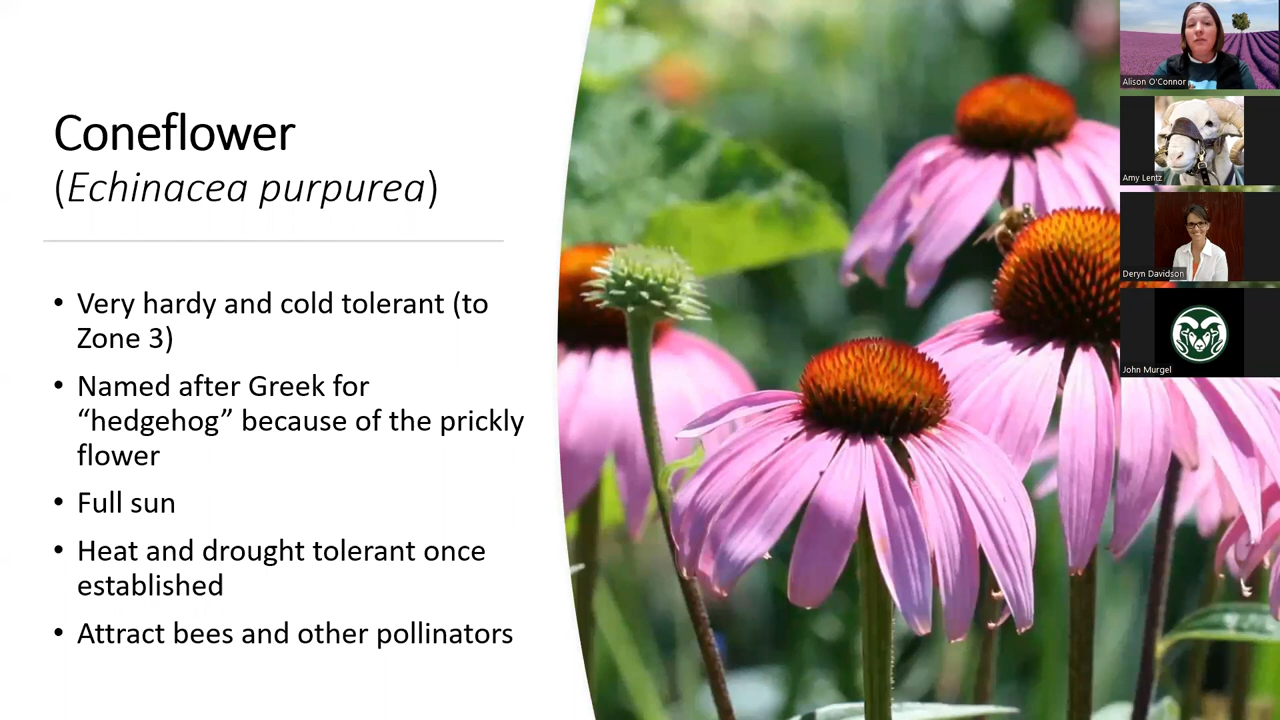 Coneflower
(Echinacea purpurea)
• Very hardy and cold tolerant (to
Zone 3)
• Named after Greek for
“hedgehog” because of the prickly
flower
• Full sun
• Heat and drought tolerant once
established
• Attract bees and other pollinators
Alison O'Connor
Amy Lentz
Deryn Davidson
John Murgel